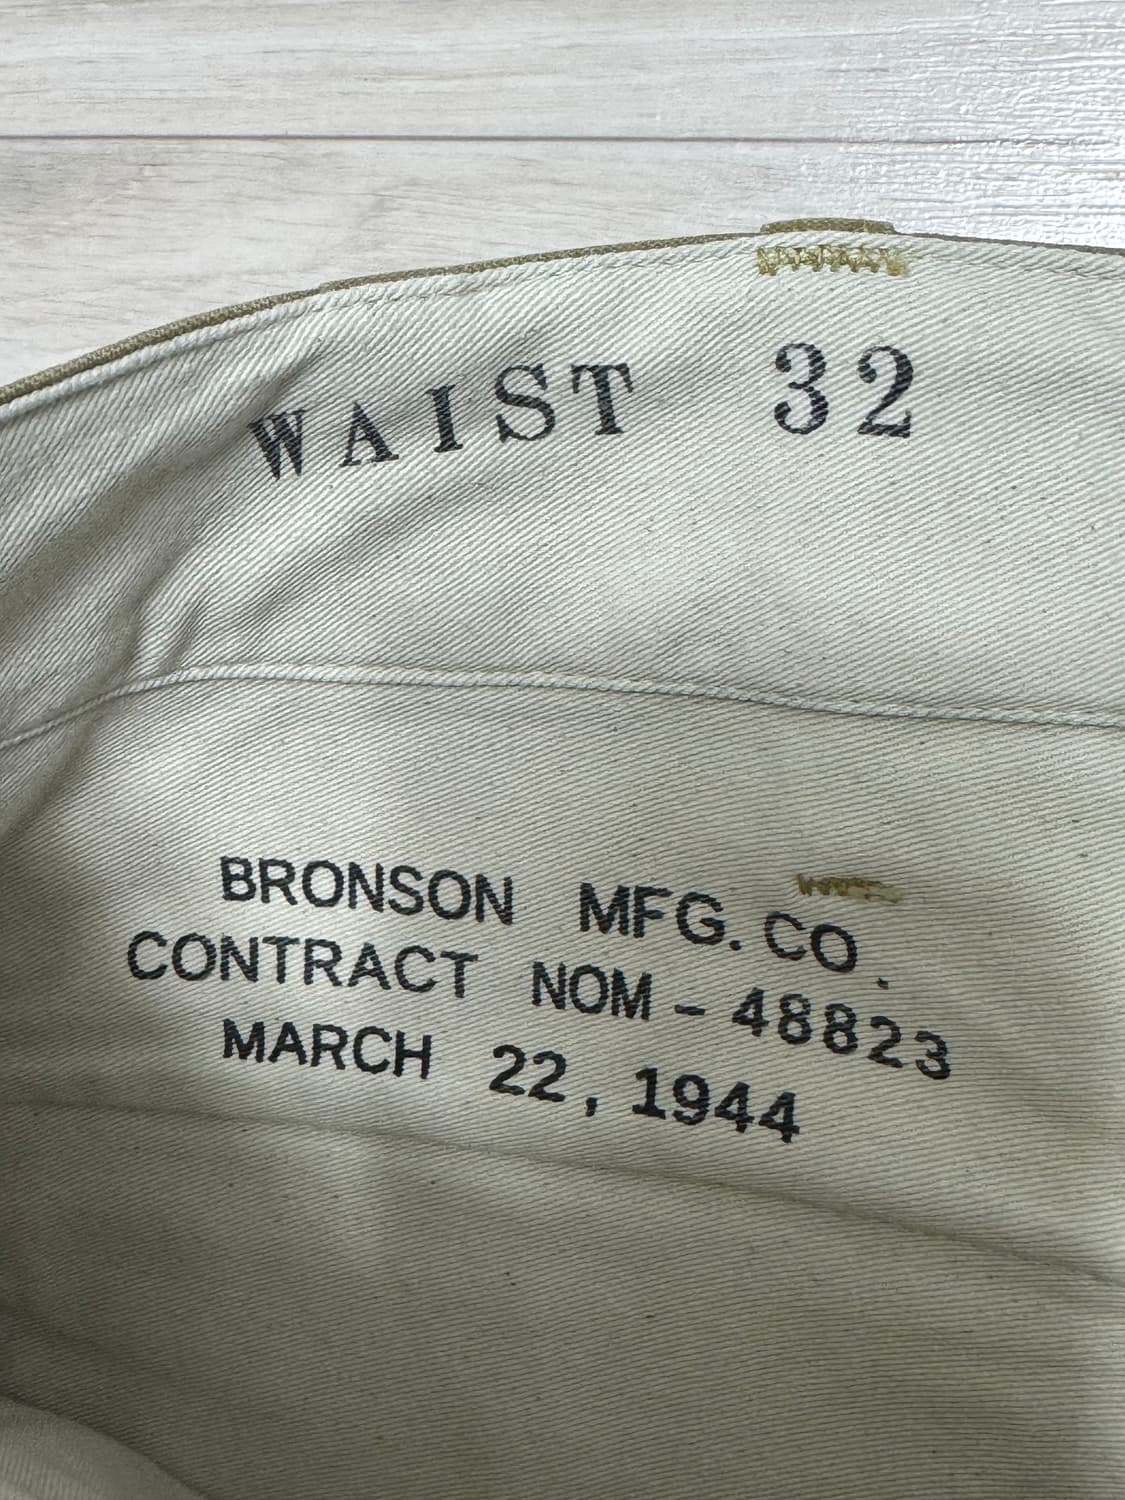 WAIST 32
BRONSON MFG. CO.
CONTRACT NOM - 48823
MARCH 22, 1944